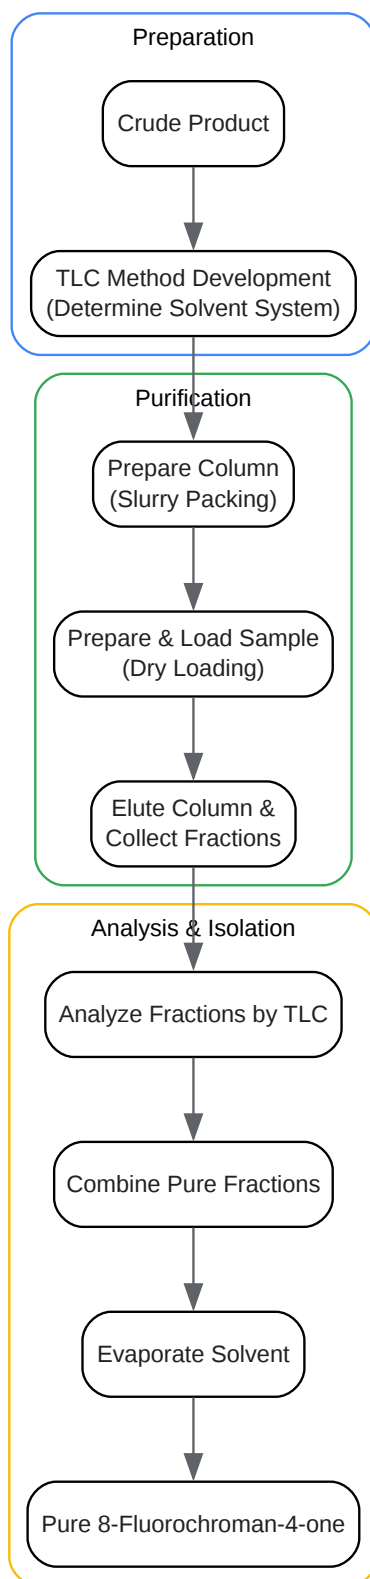 Preparation
Crude Product
TLC Method Development
(Determine Solvent System)
Purification
Prepare Column
(Slurry Packing)
Prepare & Load Sample
(Dry Loading)
Elute Column &
Collect Fractions
Analysis & Isolation
Analyze Fractions by TLC
Combine Pure Fractions
Evaporate Solvent
Pure 8-Fluorochroman-4-one